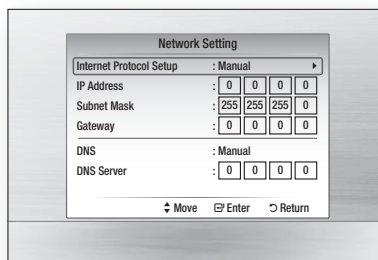 Network Setting
Internet Protocol Setup : Manual
IP Address : 0 0 0 0
Subnet Mask : 255 255 255 0
Gateway : 0 0 0 0
DNS : Manual
DNS Server : 0 0 0 0
Move Enter Return